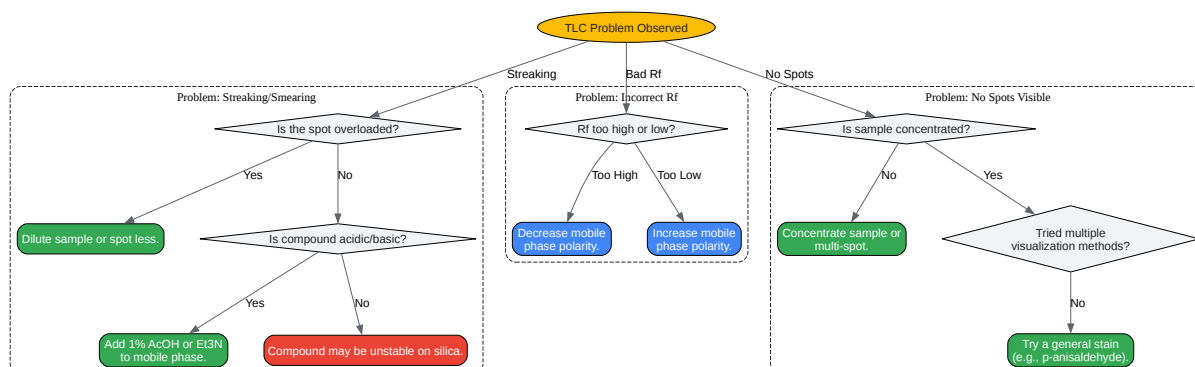 TLC Problem Observed
Streaking
Bad Rf
No Spots
Problem: Streaking/Smearing
Is the spot overloaded?
Yes
No
Dilute sample or spot less.
Is compound acidic/basic?
Yes
No
Add 1% AcOH or Et3N
to mobile phase.
Compound may be unstable on silica.
Problem: Incorrect Rf
Rf too high or low?
Too High
Too Low
Decrease mobile
phase polarity.
Increase mobile
phase polarity.
Problem: No Spots Visible
Is sample concentrated?
No
Yes
Concentrate sample or
multi-spot.
Tried multiple
visualization methods?
No
Try a general stain
(e.g., p-anisaldehyde).